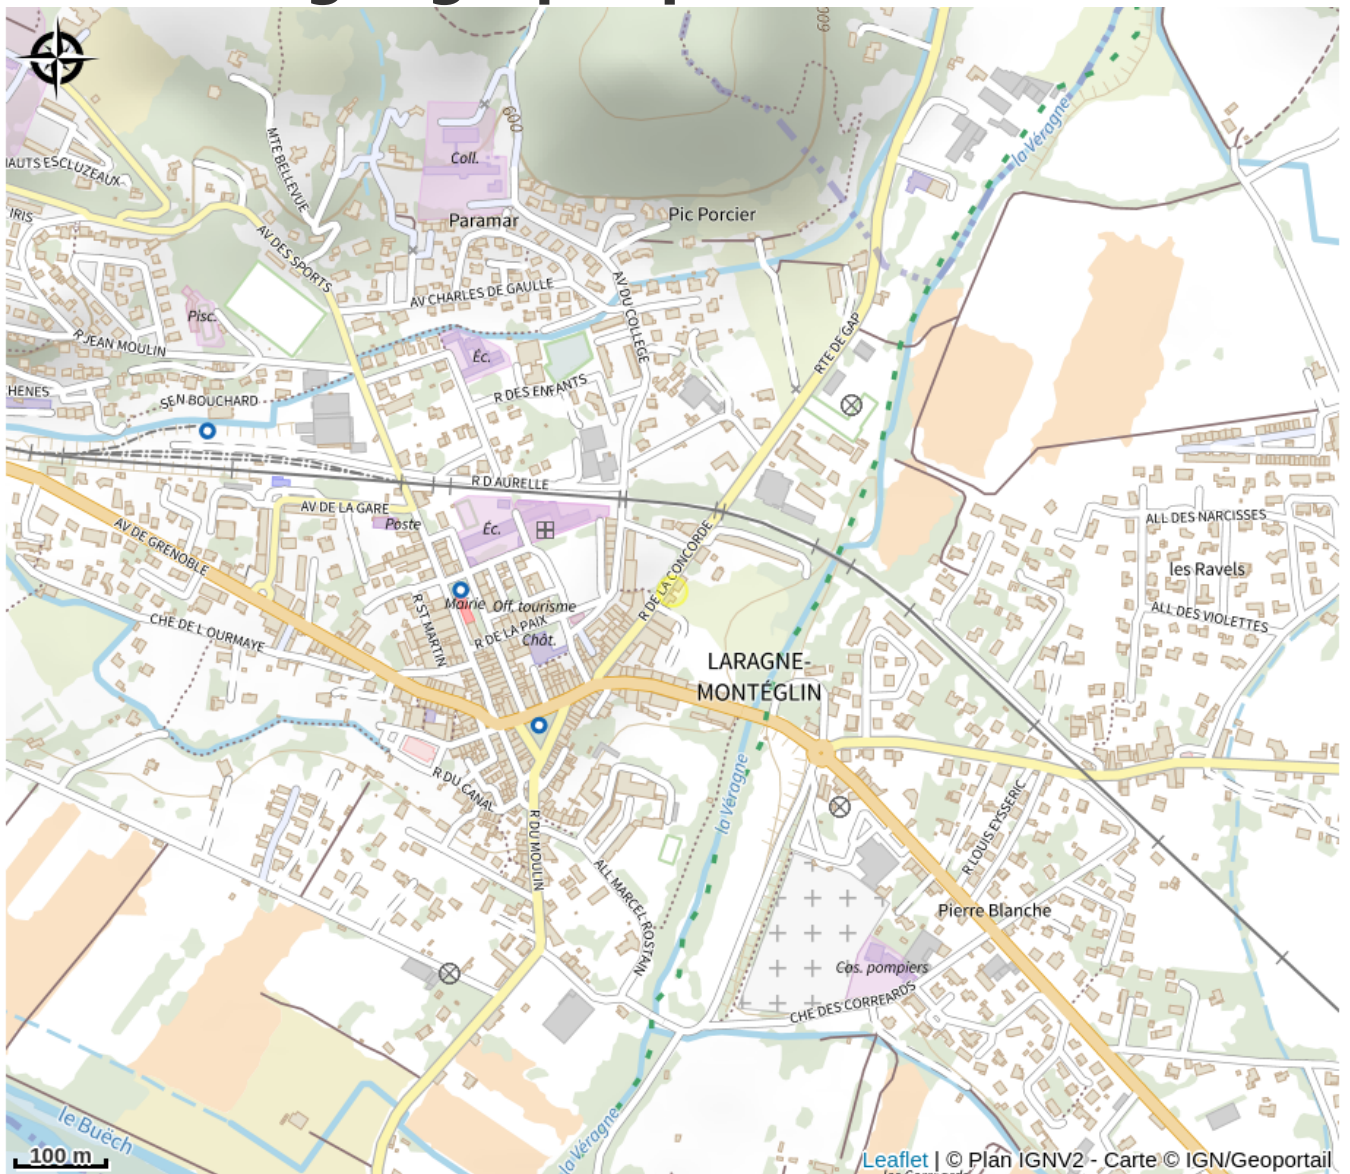 600
600
la Véragne
MTE BELLEVUE
Coll.
HAUTS ESCLUZEAUX
IRIS
Paramar
Pic Porcier
AV DES SPORTS
AV CHARLES DE GAULLE
AV DU COLLEGE
Pisc.
R JEAN MOULIN
Éc.
RTE DE GAP
R DES ENFANTS
HENES
SEN BOUCHARD
R D AURELLE
AV DE LA GARE
Poste
Éc.
AV DE GRENOBLE
R DE LA CONCORDE
ALL DES NARCISSES
les Ravels
ALL DES VIOLETTES
Mairie
Off. tourisme
R ST MARTIN
R DE LA PAIX
Chât.
CHE DE L OURMAYE
LARAGNE-
MONTÉGLIN
la Véragne
R DU CANAL
R DU MOULIN
R LOUIS EYSSERIC
ALL MARCEL ROSTAIN
Pierre Blanche
Cos. pompiers
CHE DES CORREARDS
le Buëch
la Véragne
100 m
Leaflet | © Plan IGNV2 - Carte © IGN/Geoportail